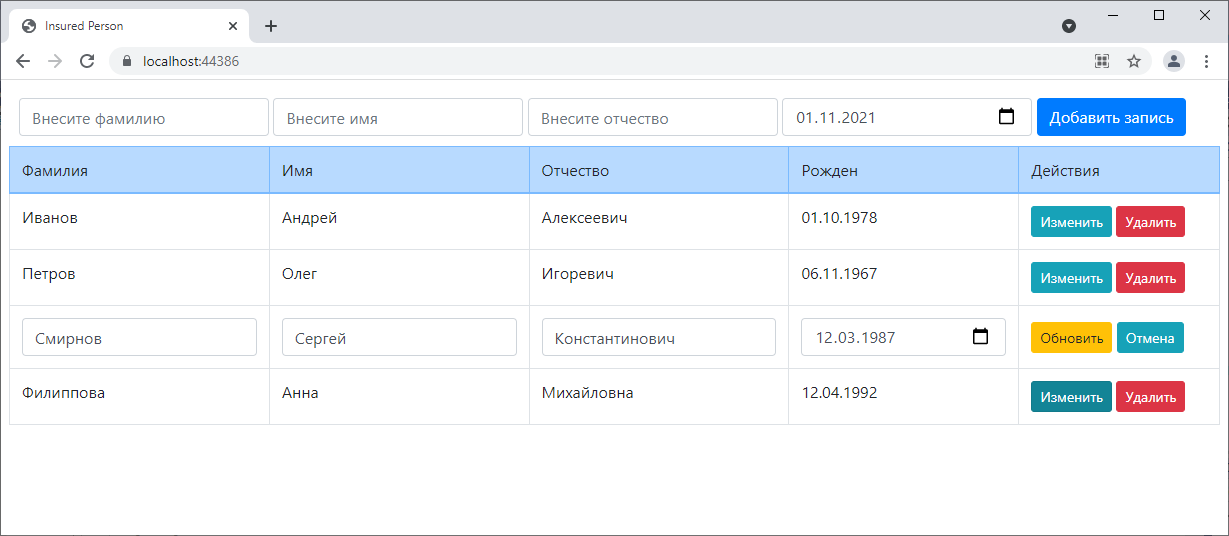 Insured Person
localhost:44386
Внесите фамилию Внесите имя Внесите отчество 01.11.2021 Добавить запись
Фамилия Имя Отчество Рожден Действия
Иванов Андрей Алексеевич 01.10.1978 Изменить Удалить
Петров Олег Игоревич 06.11.1967 Изменить Удалить
Смирнов Сергей Константинович 12.03.1987 Обновить Отмена
Филиппова Анна Михайловна 12.04.1992 Изменить Удалить